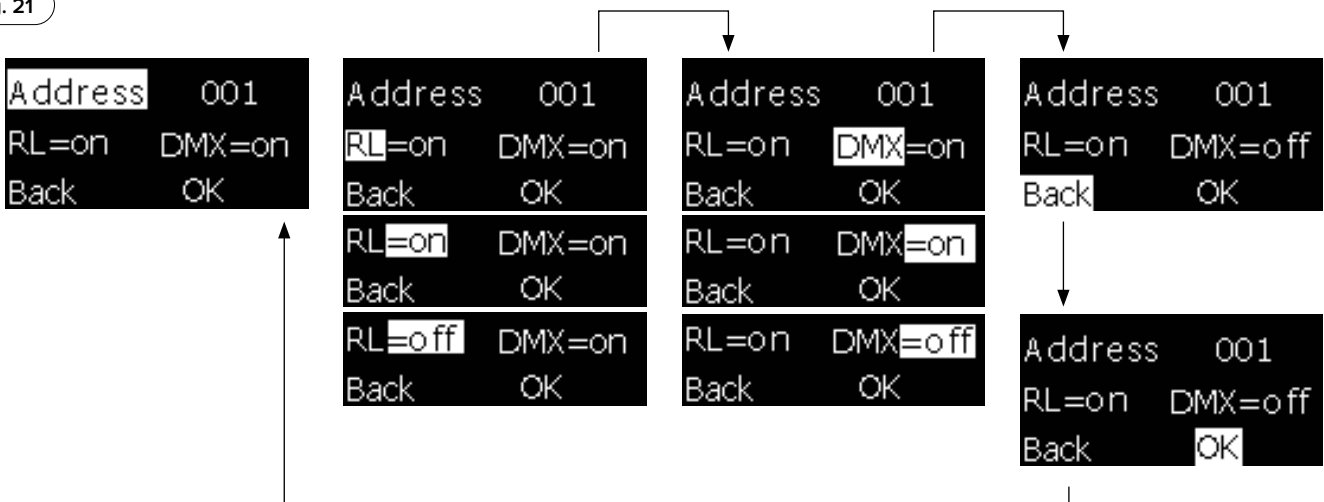 g. 21
Address 001
RL=on DMX=on
Back OK
Address 001
RL=on DMX=on
Back OK
RL=on DMX=on
Back OK
RL=off DMX=on
Back OK
Address 001
RL=on DMX=on
Back OK
RL=on DMX=on
Back OK
RL=on DMX=off
Back OK
Address 001
RL=on DMX=off
Back OK
Address 001
RL=on DMX=off
Back OK